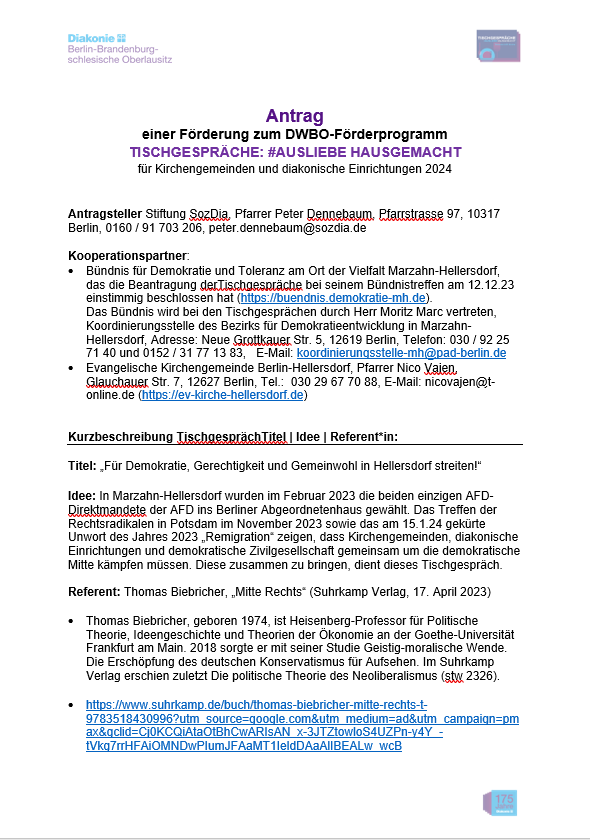 Diakonie
Berlin-Brandenburg-
schlesische Oberlausitz
TISCHGESPRÄCHE
Antrag
einer Förderung zum DWBO-Förderprogramm
TISCHGESPRÄCHE: #AUSLIEBE HAUSGEMACHT
für Kirchengemeinden und diakonische Einrichtungen 2024
Antragsteller Stiftung SozDia, Pfarrer Peter Dennebaum, Pfarrstrasse 97, 10317
Berlin, 0160 / 91 703 206, peter.dennebaum@sozdia.de
Kooperationspartner:
• Bündnis für Demokratie und Toleranz am Ort der Vielfalt Marzahn-Hellersdorf,
das die Beantragung derTischgespräche bei seinem Bündnistreffen am 12.12.23
einstimmig beschlossen hat (https://buendnis.demokratie-mh.de).
Das Bündnis wird bei den Tischgesprächen durch Herr Moritz Marc vertreten,
Koordinierungsstelle des Bezirks für Demokratieentwicklung in Marzahn-
Hellersdorf, Adresse: Neue Grottkauer Str. 5, 12619 Berlin, Telefon: 030 / 92 25
71 40 und 0152 / 31 77 13 83, E-Mail: koordinierungsstelle-mh@pad-berlin.de
• Evangelische Kirchengemeinde Berlin-Hellersdorf, Pfarrer Nico Vajen,
Glauchauer Str. 7, 12627 Berlin, Tel.: 030 29 67 70 88, E-Mail: nicovajen@t-
online.de (https://ev-kirche-hellersdorf.de)
Kurzbeschreibung TischgesprächTitel | Idee | Referent*in:
Titel: „Für Demokratie, Gerechtigkeit und Gemeinwohl in Hellersdorf streiten!“
Idee: In Marzahn-Hellersdorf wurden im Februar 2023 die beiden einzigen AFD-
Direktmandete der AFD ins Berliner Abgeordnetenhaus gewählt. Das Treffen der
Rechtsradikalen in Potsdam im November 2023 sowie das am 15.1.24 gekürte
Unwort des Jahres 2023 „Remigration“ zeigen, dass Kirchengemeinden, diakonische
Einrichtungen und demokratische Zivilgesellschaft gemeinsam um die demokratische
Mitte kämpfen müssen. Diese zusammen zu bringen, dient dieses Tischgespräch.
Referent: Thomas Biebricher, „Mitte Rechts“ (Suhrkamp Verlag, 17. April 2023)
• Thomas Biebricher, geboren 1974, ist Heisenberg-Professor für Politische
Theorie, Ideengeschichte und Theorien der Ökonomie an der Goethe-Universität
Frankfurt am Main. 2018 sorgte er mit seiner Studie Geistig-moralische Wende.
Die Erschöpfung des deutschen Konservatismus für Aufsehen. Im Suhrkamp
Verlag erschien zuletzt Die politische Theorie des Neoliberalismus (stw 2326).
• https://www.suhrkamp.de/buch/thomas-biebricher-mitte-rechts-t-
9783518430996?utm_source=google.com&utm_medium=ad&utm_campaign=pm
ax&gclid=Cj0KCQiAtaOtBhCwARIsAN_x-3JTZtowIoS4UZPn-y4Y_-
tVkg7rrHFAiOMNDwPIumJFAaMT1IeIdDAaAlIBEALw_wcB
175
Jahre
Diakonie